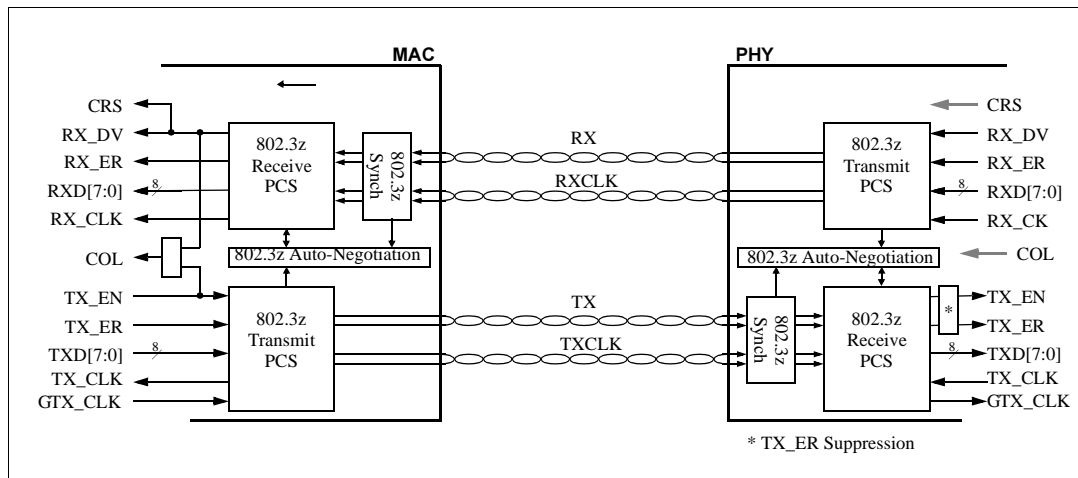 MAC
PHY
CRS
RX_DV
RX_ER
RXD[7:0]
8
RX_CLK
COL
TX_EN
TX_ER
TXD[7:0]
8
TX_CLK
GTX_CLK
802.3z
Receive
PCS
802.3z
Synch
802.3z Auto-Negotiation
802.3z
Transmit
PCS
RX
RXCLK
TX
TXCLK
802.3z
Transmit
PCS
802.3z Auto-Negotiation
802.3z
Synch
802.3z
Receive
PCS
*
CRS
RX_DV
RX_ER
8
RXD[7:0]
RX_CK
COL
TX_EN
TX_ER
8
TXD[7:0]
TX_CLK
GTX_CLK
* TX_ER Suppression